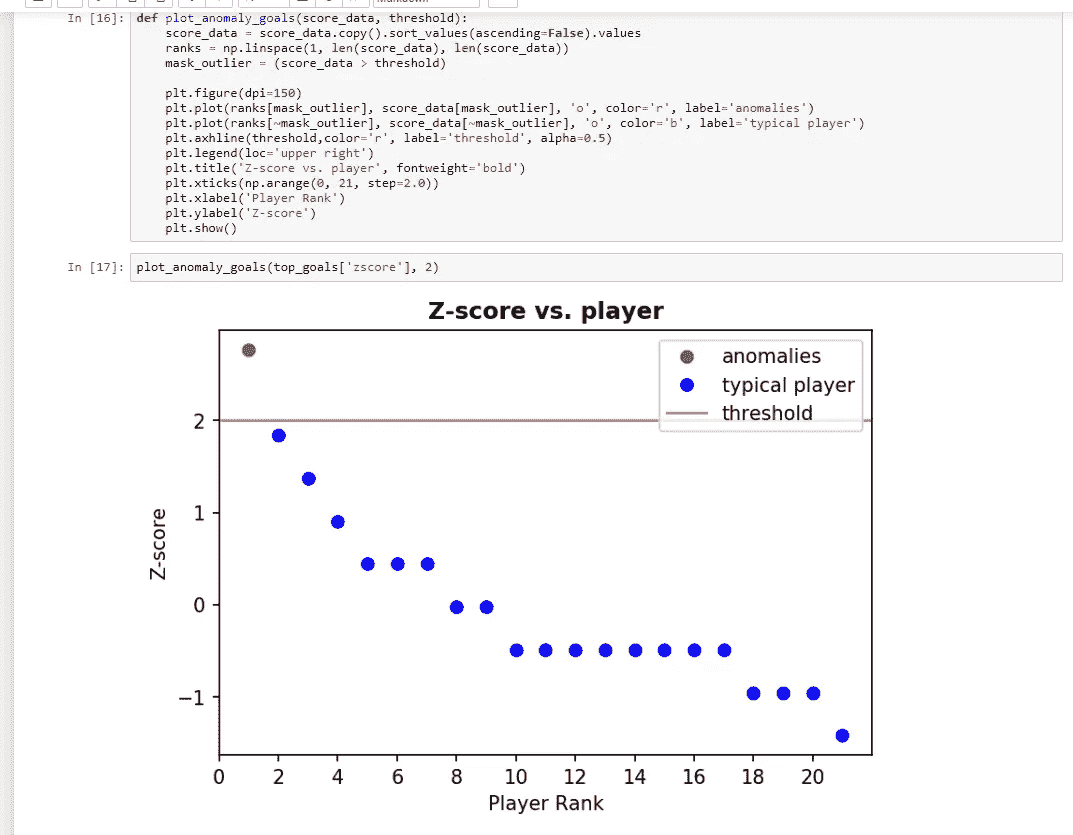 Markdown
In [16]: def plot_anomaly_goals(score_data, threshold):
    score_data = score_data.copy().sort_values(ascending=False).values
    ranks = np.linspace(1, len(score_data), len(score_data))
    mask_outlier = (score_data > threshold)

    plt.figure(dpi=150)
    plt.plot(ranks[mask_outlier], score_data[mask_outlier], 'o', color='r', label='anomalies')
    plt.plot(ranks[~mask_outlier], score_data[~mask_outlier], 'o', color='b', label='typical player')
    plt.axhline(threshold,color='r', label='threshold', alpha=0.5)
    plt.legend(loc='upper right')
    plt.title('Z-score vs. player', fontweight='bold')
    plt.xticks(np.arange(0, 21, step=2.0))
    plt.xlabel('Player Rank')
    plt.ylabel('Z-score')
    plt.show()
In [17]: plot_anomaly_goals(top_goals['zscore'], 2)
Z-score vs. player
anomalies
typical player
threshold
2
1
0
−1
Z-score
0 2 4 6 8 10 12 14 16 18 20
Player Rank